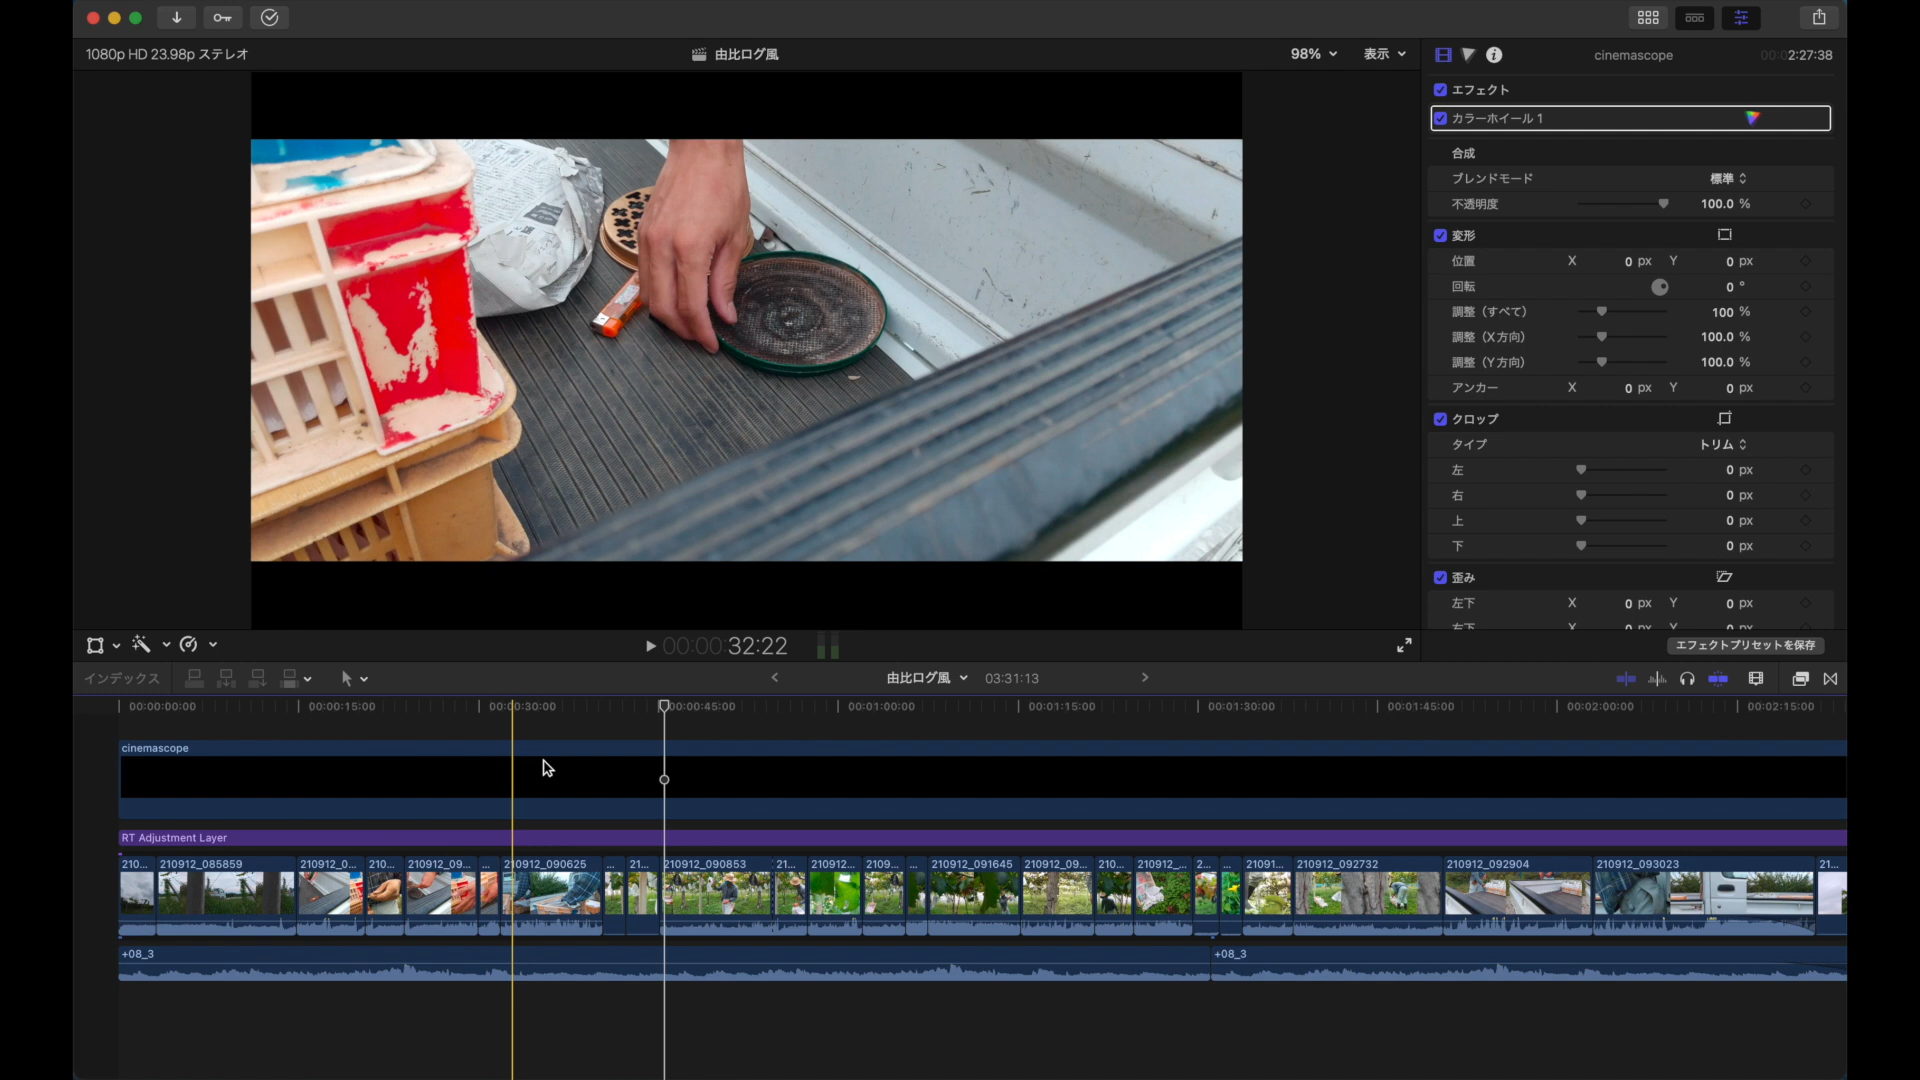 1080p HD 23.98p ステレオ
由比ログ風
98%
表示
cinemascope
00:02:27:38
エフェクト
カラーホイール 1
合成
ブレンドモード 標準
不透明度 100.0 %
変形
位置 X 0 px Y 0 px
回転 0 °
調整（すべて） 100 %
調整（X方向） 100.0 %
調整（Y方向） 100.0 %
アンカー X 0 px Y 0 px
クロップ
タイプ トリム
左 0 px
右 0 px
上 0 px
下 0 px
歪み
左下 X 0 px Y 0 px
右下 X 0 px Y 0 px
00:00:32:22
エフェクトプリセットを保存
インデックス
由比ログ風 03:31:13
00:00:00:00 00:00:15:00 00:00:30:00 00:00:45:00 00:01:00:00 00:01:15:00 00:01:30:00 00:01:45:00 00:02:00:00 00:02:15:00
cinemascope
RT Adjustment Layer
210... 210912_085859 210912_0... 210... 210912_09... ... 210912_090625 ... 21... 210912_090853 21... 210912... 2109... ... 210912_091645 210912_09... 210... 210912_... 2... ... 21091... 210912_092732 210912_092904 210912_093023 21...
+08_3 +08_3